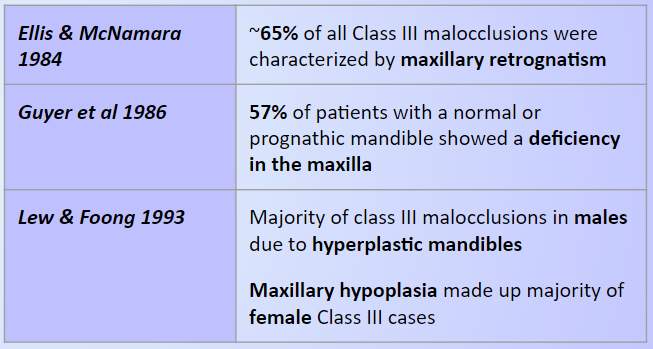 Ellis & McNamara
1984
~65% of all Class III malocclusions were
characterized by maxillary retrognatism
Guyer et al 1986
57% of patients with a normal or
prognathic mandible showed a deficiency
in the maxilla
Lew & Foong 1993
Majority of class III malocclusions in males
due to hyperplastic mandibles
Maxillary hypoplasia made up majority of
female Class III cases